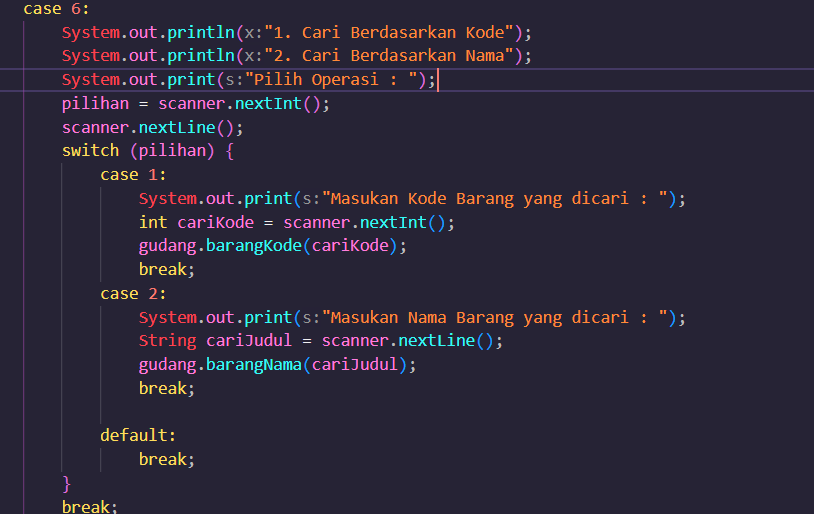 case 6:
System.out.println(x:"1. Cari Berdasarkan Kode");
System.out.println(x:"2. Cari Berdasarkan Nama");
System.out.print(s:"Pilih Operasi : ");
pilihan = scanner.nextInt();
scanner.nextLine();
switch (pilihan) {
case 1:
System.out.print(s:"Masukan Kode Barang yang dicari : ");
int cariKode = scanner.nextInt();
gudang.barangKode(cariKode);
break;
case 2:
System.out.print(s:"Masukan Nama Barang yang dicari : ");
String cariJudul = scanner.nextLine();
gudang.barangNama(cariJudul);
break;
default:
break;
}
break;